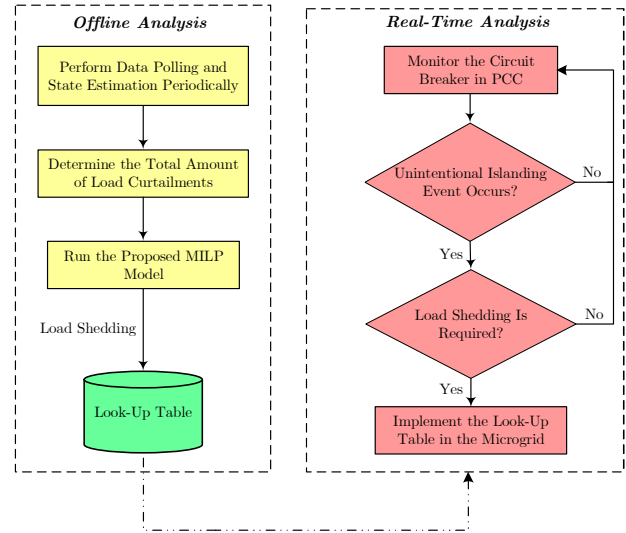 Offline Analysis
Perform Data Polling and
State Estimation Periodically
Determine the Total Amount
of Load Curtailments
Run the Proposed MILP
Model
Load Shedding
Look-Up Table
Real-Time Analysis
Monitor the Circuit
Breaker in PCC
Unintentional Islanding
Event Occurs?
No
Yes
Load Shedding Is
Required?
No
Yes
Implement the Look-Up
Table in the Microgrid